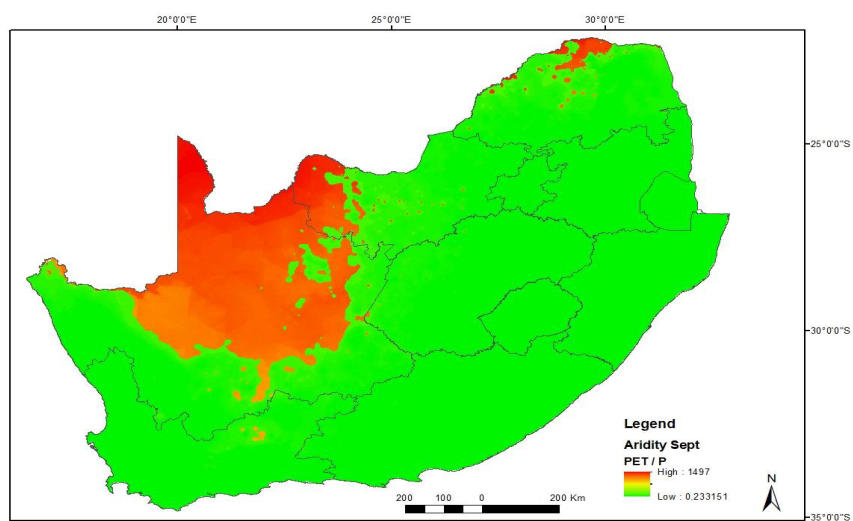 20°0'0"E 25°0'0"E 30°0'0"E
25°0'0"S
30°0'0"S
35°0'0"S
Legend
Aridity Sept
PET / P
High : 1497
Low : 0.233151
200 100 0 200 Km
N